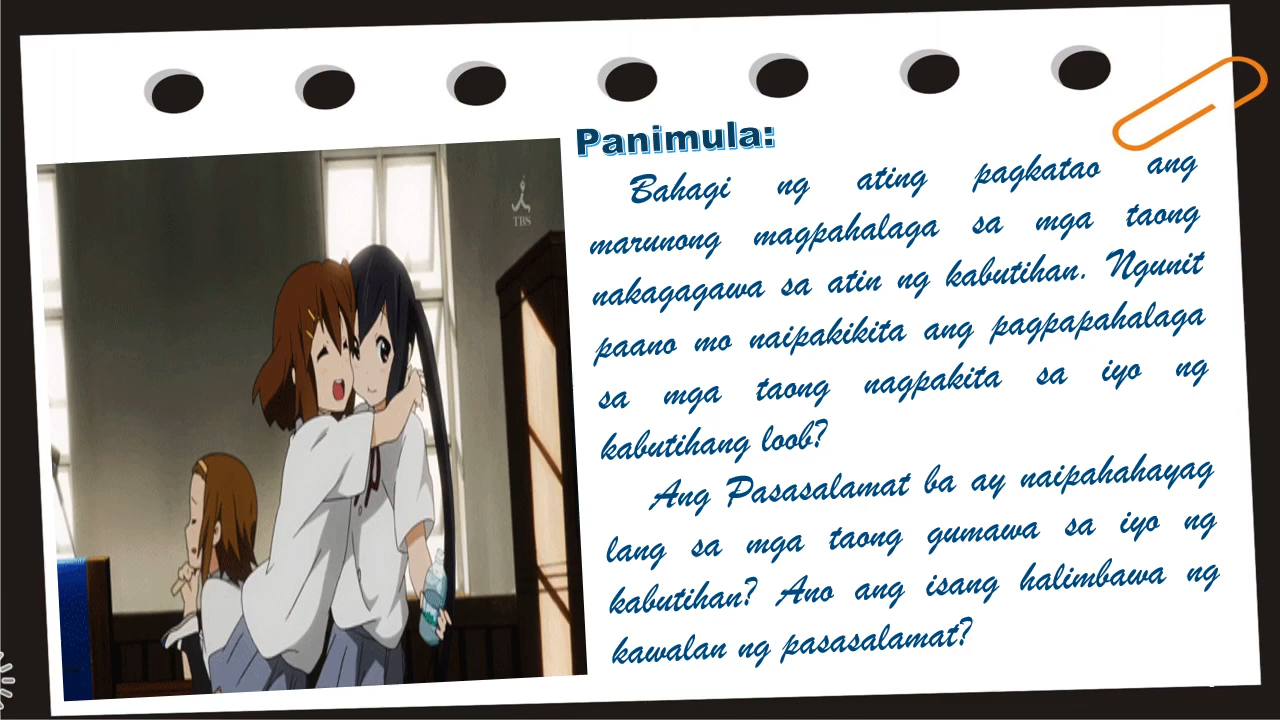 TBS
Panimula:
Bahagi ng ating pagkatao ang
marunong magpahalaga sa mga taong
nakagagawa sa atin ng kabutihan. Ngunit
paano mo naipakikita ang pagpapahalaga
sa mga taong nagpakita sa iyo ng
kabutihang loob?
Ang Pasasalamat ba ay naipahahayag
lang sa mga taong gumawa sa iyo ng
kabutihan? Ano ang isang halimbawa ng
kawalan ng pasasalamat?